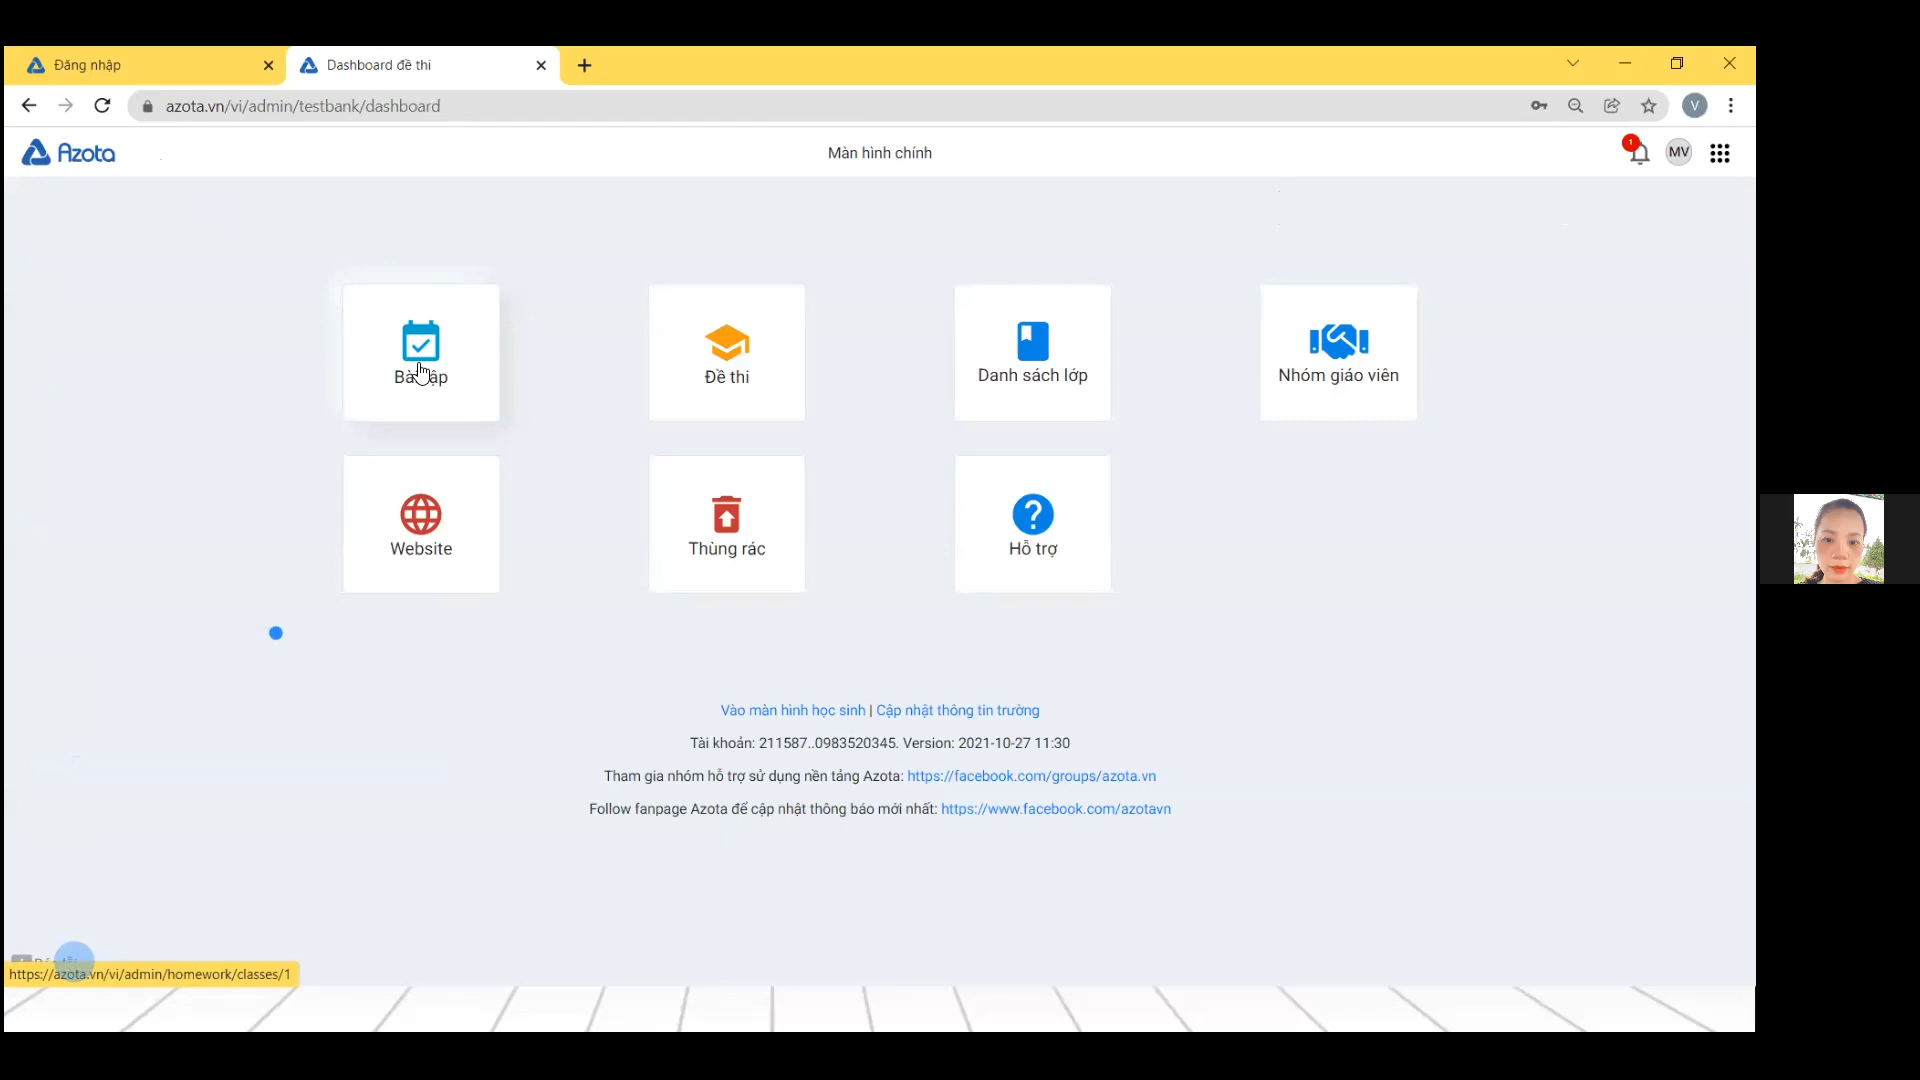 Đăng nhập
Dashboard đề thi
azota.vn/vi/admin/testbank/dashboard
V
Azota
Màn hình chính
1
MV
Đề thi
Danh sách lớp
Nhóm giáo viên
Website
Thùng rác
Hỗ trợ
Vào màn hình học sinh | Cập nhật thông tin trường
Tài khoản: 211587..0983520345. Version: 2021-10-27 11:30
Tham gia nhóm hỗ trợ sử dụng nền tảng Azota: https://facebook.com/groups/azota.vn
Follow fanpage Azota để cập nhật thông báo mới nhất: https://www.facebook.com/azotavn
https://azota.vn/vi/admin/homework/classes/1